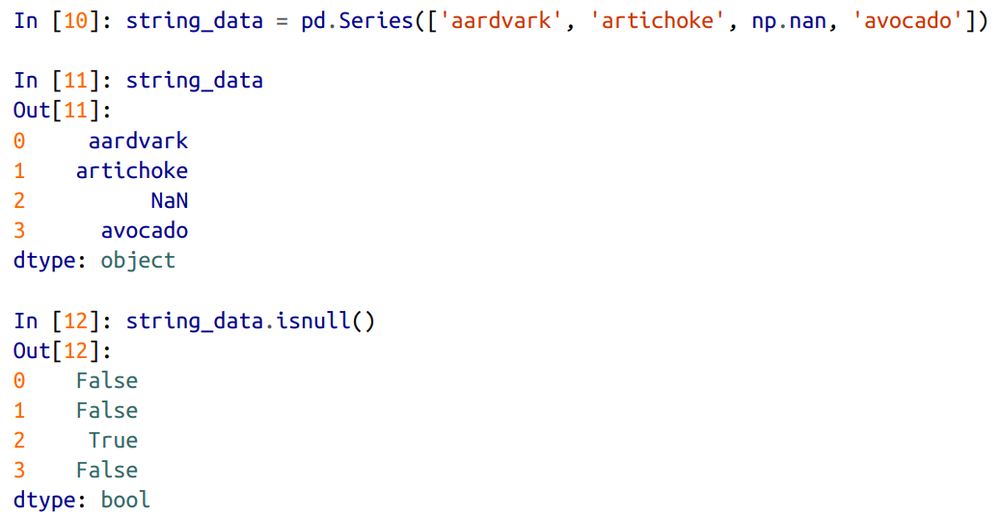 In [10]: string_data = pd.Series(['aardvark', 'artichoke', np.nan, 'avocado'])
In [11]: string_data
Out[11]:
0     aardvark
1    artichoke
2          NaN
3      avocado
dtype: object
In [12]: string_data.isnull()
Out[12]:
0    False
1    False
2     True
3    False
dtype: bool